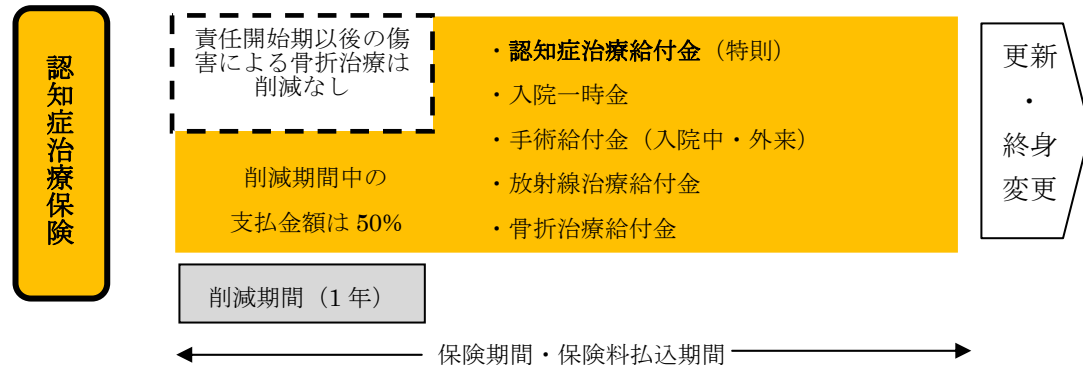 認知症治療保険
責任開始期以後の傷
害による骨折治療は
削減なし
削減期間中の
支払金額は 50%
・認知症治療給付金（特則）
・入院一時金
・手術給付金（入院中・外来）
・放射線治療給付金
・骨折治療給付金
更新
・
終身
変更
削減期間（1 年）
保険期間・保険料払込期間